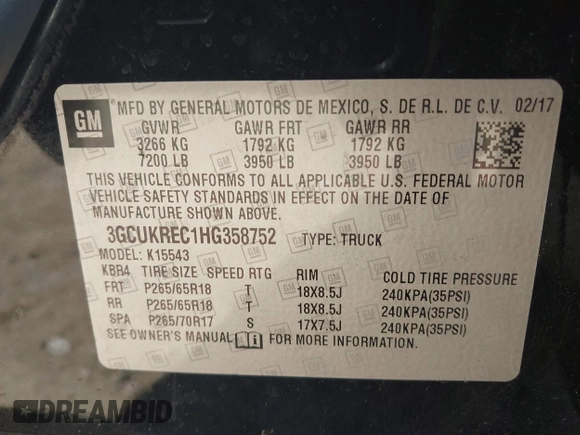 GM
MFD BY GENERAL MOTORS DE MEXICO, S. DE R.L. DE C.V. 02/17
GVWR GAWR FRT GAWR RR
3266 KG 1792 KG 1792 KG
7200 LB 3950 LB 3950 LB
THIS VEHICLE CONFORMS TO ALL APPLICABLE U.S. FEDERAL MOTOR
VEHICLE SAFETY STANDARDS IN EFFECT ON THE DATE OF
MANUFACTURE SHOWN ABOVE.
3GCUKREC1HG358752 TYPE: TRUCK
MODEL: K15543
KBR4 TIRE SIZE SPEED RTG RIM COLD TIRE PRESSURE
FRT P265/65R18 T 18X8.5J 240KPA(35PSI)
RR P265/65R18 T 18X8.5J 240KPA(35PSI)
SPA P265/70R17 S 17X7.5J 240KPA(35PSI)
SEE OWNER'S MANUAL FOR MORE INFORMATION.
DREAMBID